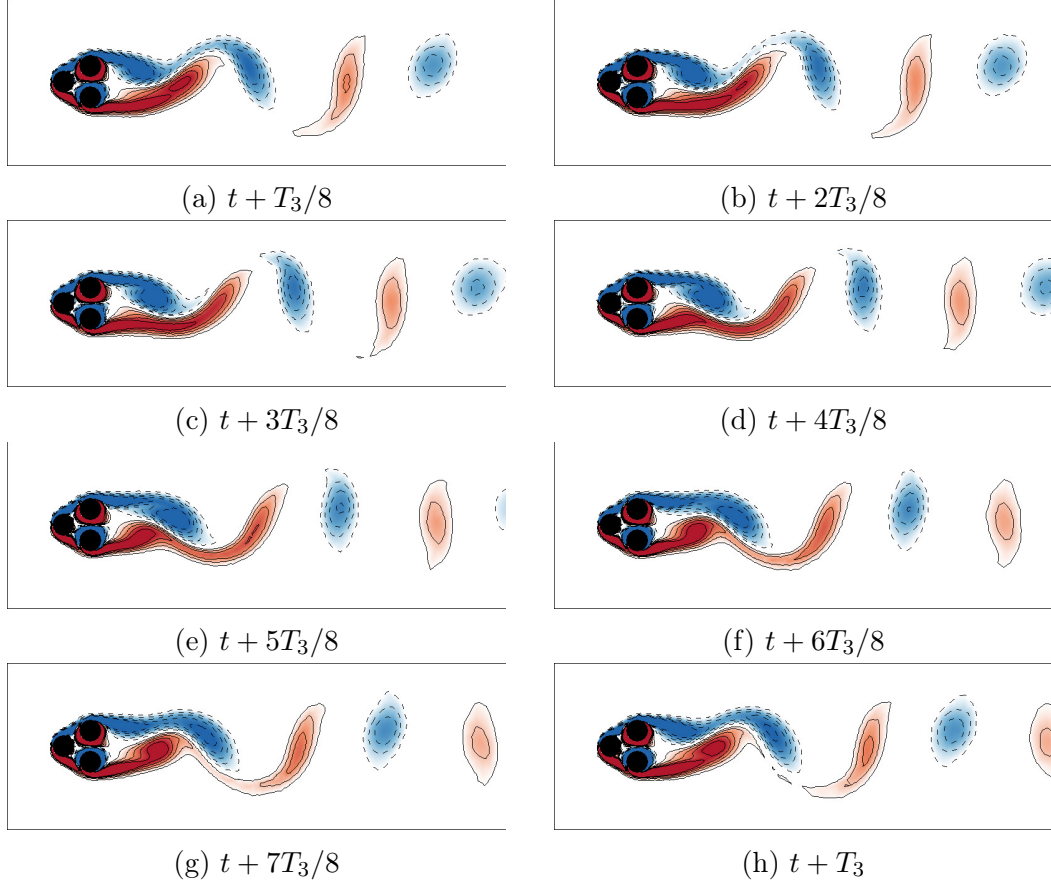 (a) t + T₃/8
(b) t + 2T₃/8
(c) t + 3T₃/8
(d) t + 4T₃/8
(e) t + 5T₃/8
(f) t + 6T₃/8
(g) t + 7T₃/8
(h) t + T₃